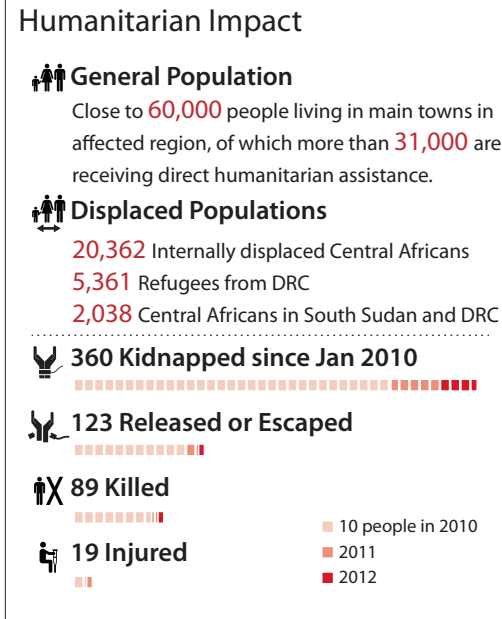 Humanitarian Impact
General Population
Close to 60,000 people living in main towns in
affected region, of which more than 31,000 are
receiving direct humanitarian assistance.
Displaced Populations
20,362 Internally displaced Central Africans
5,361 Refugees from DRC
2,038 Central Africans in South Sudan and DRC
360 Kidnapped since Jan 2010
123 Released or Escaped
89 Killed
19 Injured
10 people in 2010
2011
2012